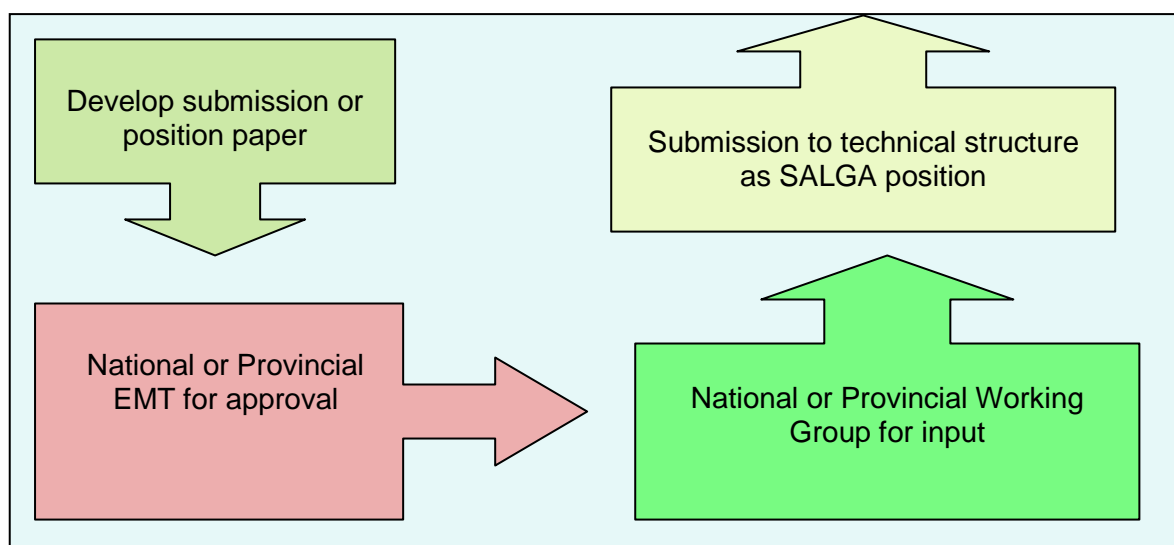 Develop submission or
position paper
National or Provincial
EMT for approval
National or Provincial Working
Group for input
Submission to technical structure
as SALGA position